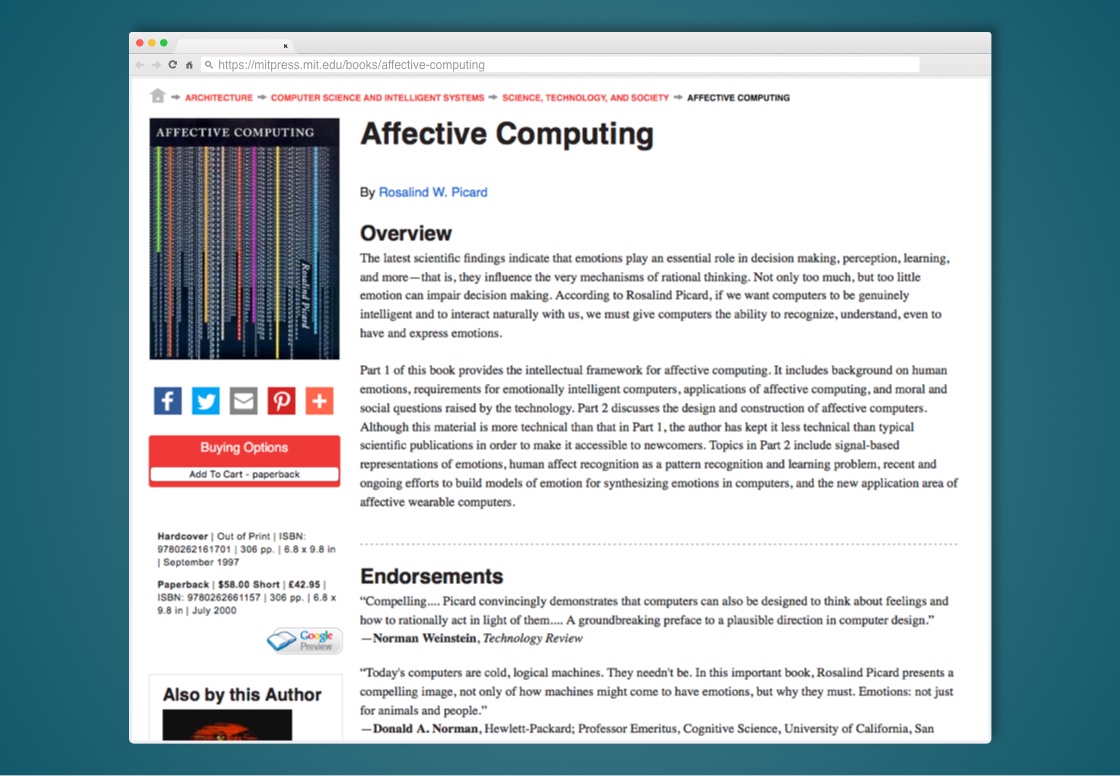 https://mitpress.mit.edu/books/affective-computing
ARCHITECTURE
COMPUTER SCIENCE AND INTELLIGENT SYSTEMS
SCIENCE, TECHNOLOGY, AND SOCIETY
AFFECTIVE COMPUTING
AFFECTIVE COMPUTING
Rosalind Picard
Buying Options
Add To Cart - paperback
Hardcover | Out of Print | ISBN:
9780262161701 | 306 pp. | 6.8 x 9.8 in
| September 1997
Paperback | $58.00 Short | £42.95 |
ISBN: 9780262661157 | 306 pp. | 6.8 x
9.8 in | July 2000
Google
Preview
Also by this Author
Affective Computing
By Rosalind W. Picard
Overview
The latest scientific findings indicate that emotions play an essential role in decision making, perception, learning,
and more—that is, they influence the very mechanisms of rational thinking. Not only too much, but too little
emotion can impair decision making. According to Rosalind Picard, if we want computers to be genuinely
intelligent and to interact naturally with us, we must give computers the ability to recognize, understand, even to
have and express emotions.
Part 1 of this book provides the intellectual framework for affective computing. It includes background on human
emotions, requirements for emotionally intelligent computers, applications of affective computing, and moral and
social questions raised by the technology. Part 2 discusses the design and construction of affective computers.
Although this material is more technical than that in Part 1, the author has kept it less technical than typical
scientific publications in order to make it accessible to newcomers. Topics in Part 2 include signal-based
representations of emotions, human affect recognition as a pattern recognition and learning problem, recent and
ongoing efforts to build models of emotion for synthesizing emotions in computers, and the new application area of
affective wearable computers.
Endorsements
“Compelling.... Picard convincingly demonstrates that computers can also be designed to think about feelings and
how to rationally act in light of them.... A groundbreaking preface to a plausible direction in computer design.”
—Norman Weinstein, Technology Review
“Today's computers are cold, logical machines. They needn't be. In this important book, Rosalind Picard presents a
compelling image, not only of how machines might come to have emotions, but why they must. Emotions: not just
for animals and people.”
—Donald A. Norman, Hewlett-Packard; Professor Emeritus, Cognitive Science, University of California, San